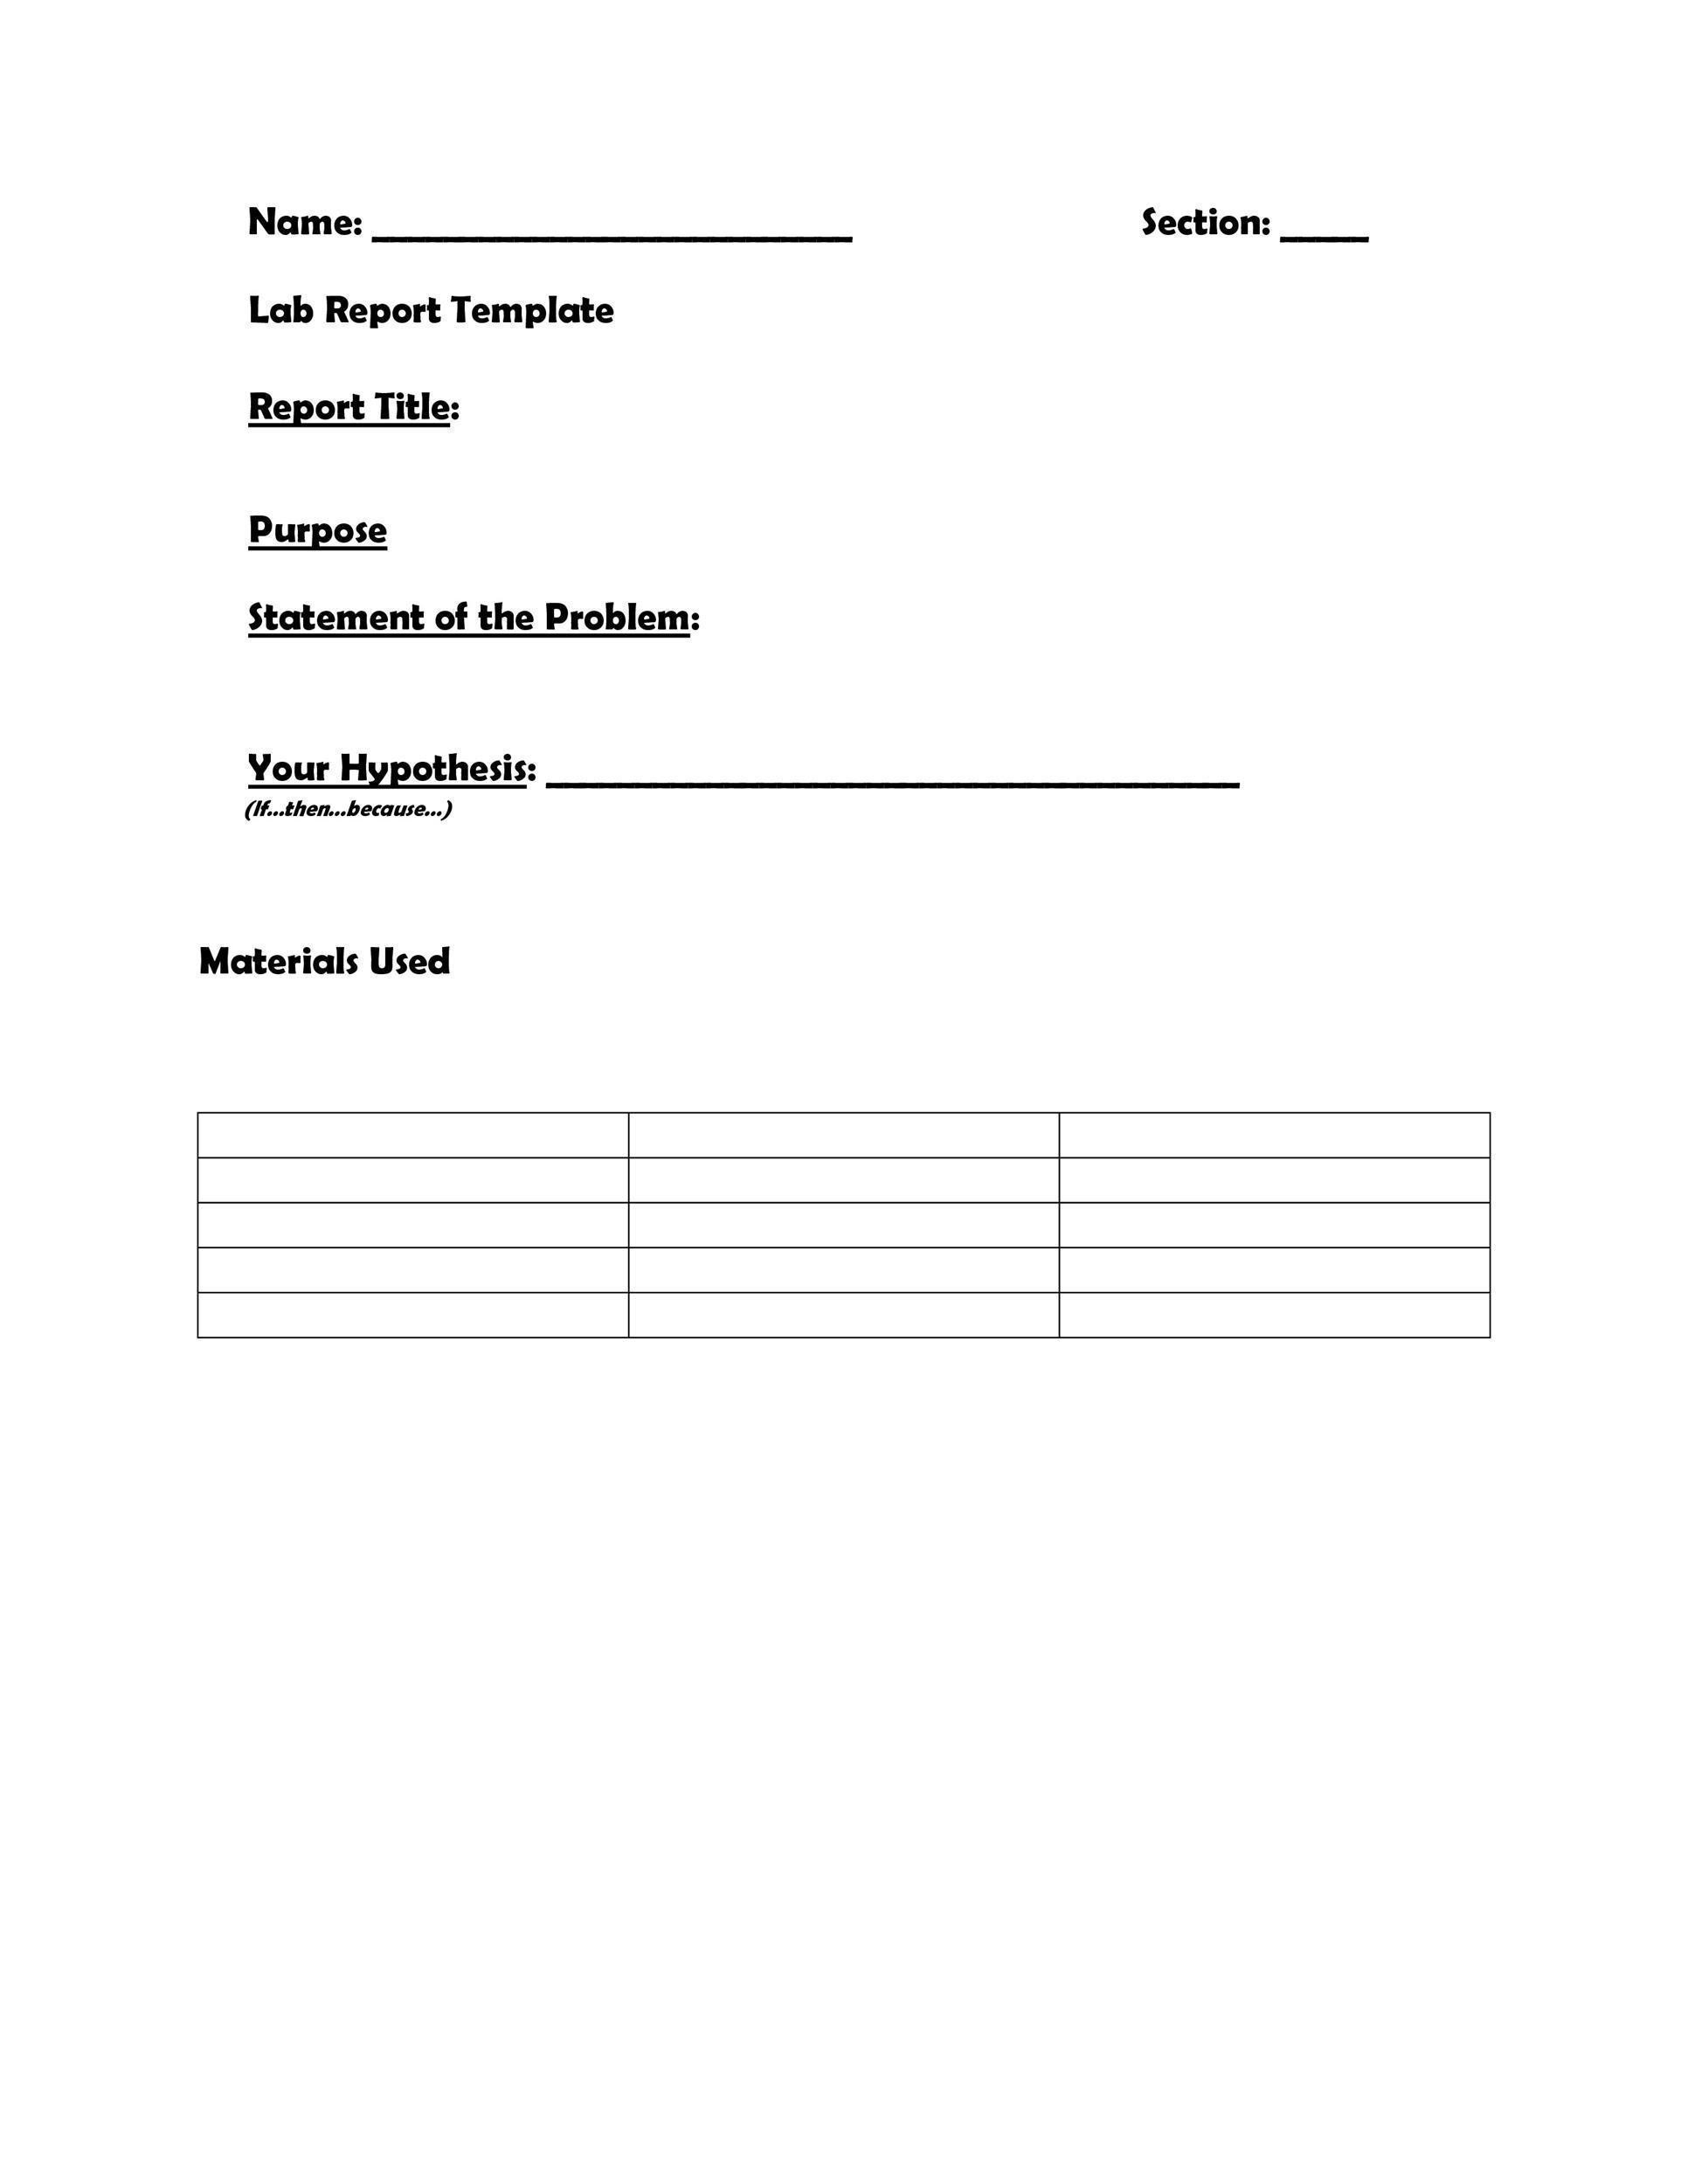 Name: ___________________________ Section: _____
Lab Report Template
Report Title:
Purpose
Statement of the Problem:
Your Hypothesis: _______________________________________
(If...then...because...)
Materials Used